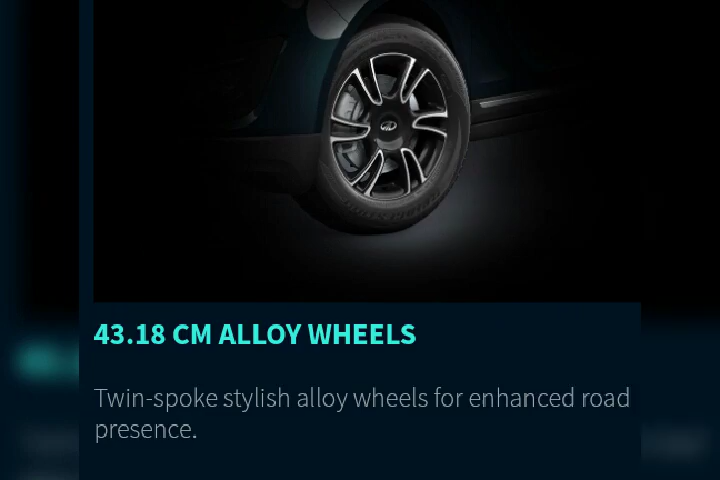 43.18 CM ALLOY WHEELS
Twin-spoke stylish alloy wheels for enhanced road
presence.